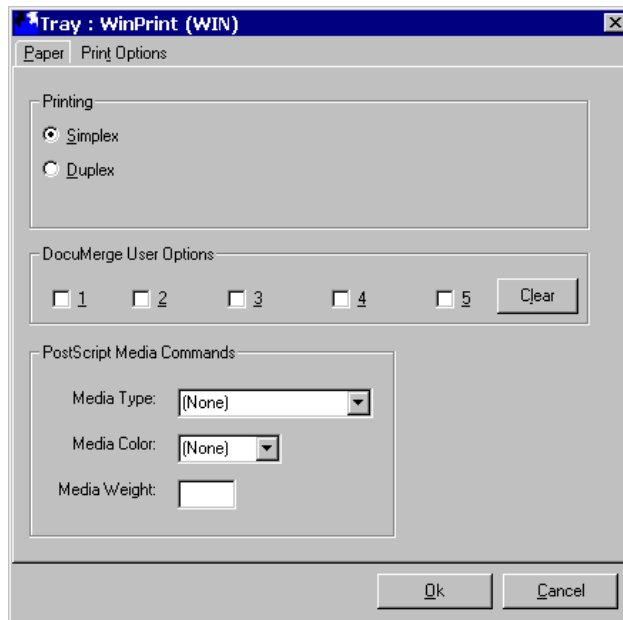 Tray : WinPrint (WIN)
Paper Print Options
Printing
Simplex
Duplex
DocuMerge User Options
1 2 3 4 5 Clear
PostScript Media Commands
Media Type: (None)
Media Color: (None)
Media Weight:
Ok Cancel